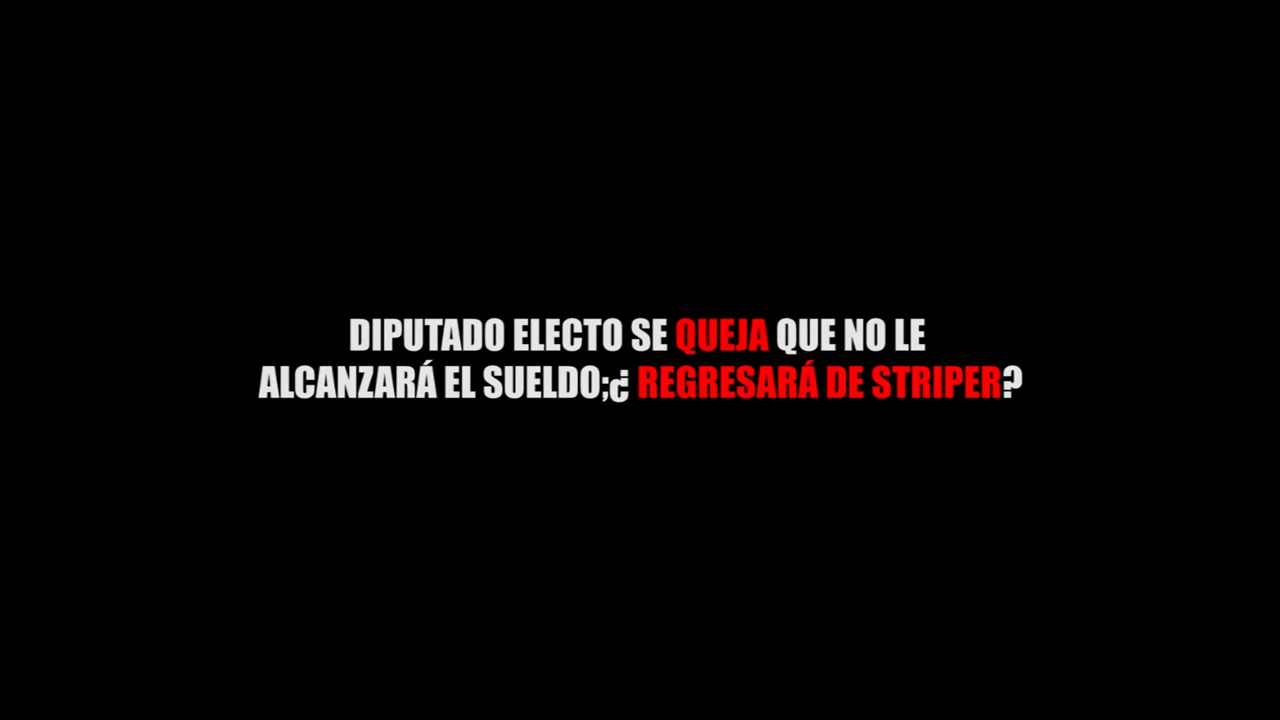 DIPUTADO ELECTO SE QUEJA QUE NO LE
ALCANZARÁ EL SUELDO;¿ REGRESARÁ DE STRIPER?